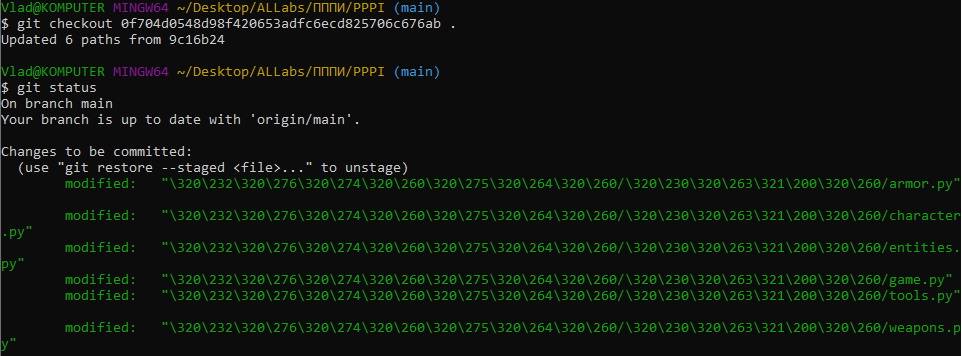 Vlad@KOMPUTER MINGW64 ~/Desktop/ALLabs/ПППИ/PPPI (main)
$ git checkout 0f704d0548d98f420653adfc6ecd825706c676ab .
Updated 6 paths from 9c16b24
Vlad@KOMPUTER MINGW64 ~/Desktop/ALLabs/ПППИ/PPPI (main)
$ git status
On branch main
Your branch is up to date with 'origin/main'.
Changes to be committed:
  (use "git restore --staged <file>..." to unstage)
        modified:   "\320\232\320\276\320\274\320\260\320\275\320\264\320\260/\320\230\320\263\321\200\320\260/armor.py"
        modified:   "\320\232\320\276\320\274\320\260\320\275\320\264\320\260/\320\230\320\263\321\200\320\260/character
.py"
        modified:   "\320\232\320\276\320\274\320\260\320\275\320\264\320\260/\320\230\320\263\321\200\320\260/entities.
py"
        modified:   "\320\232\320\276\320\274\320\260\320\275\320\264\320\260/\320\230\320\263\321\200\320\260/game.py"
        modified:   "\320\232\320\276\320\274\320\260\320\275\320\264\320\260/\320\230\320\263\321\200\320\260/tools.py"
        modified:   "\320\232\320\276\320\274\320\260\320\275\320\264\320\260/\320\230\320\263\321\200\320\260/weapons.p
y"